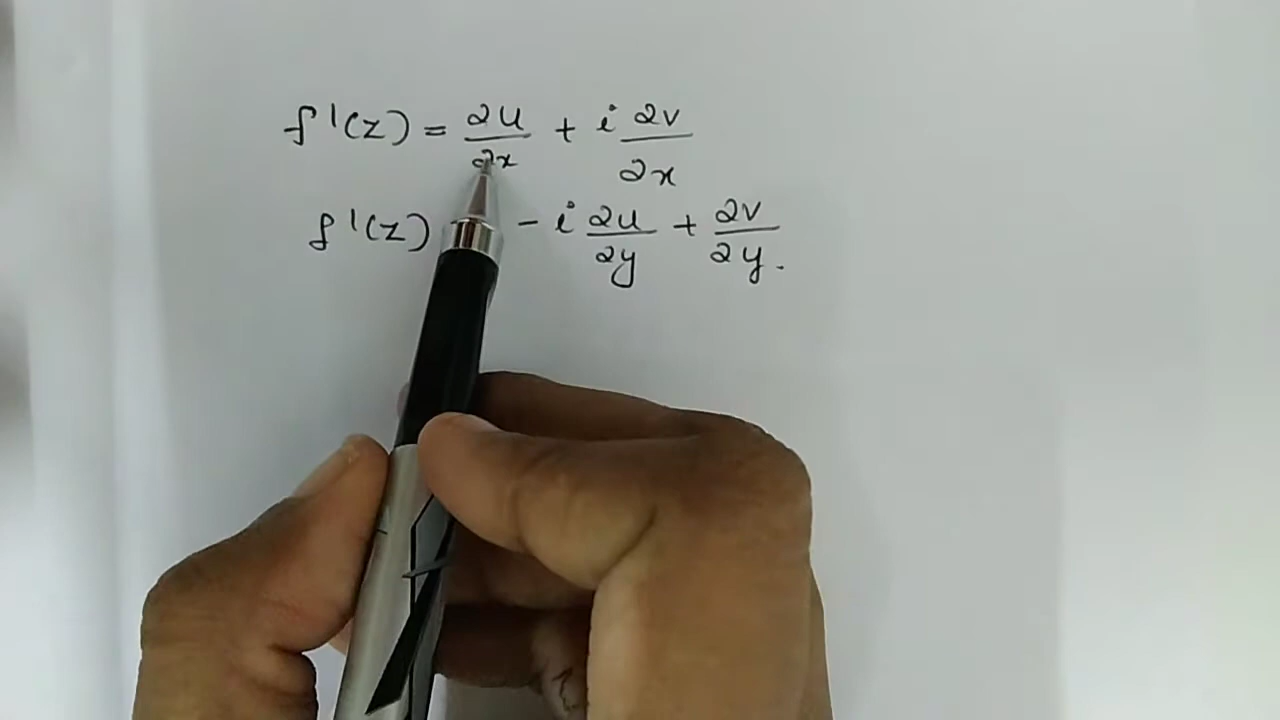 f'(z) = ∂u/∂x + i ∂v/∂x
f'(z) - i ∂u/∂y + ∂v/∂y.